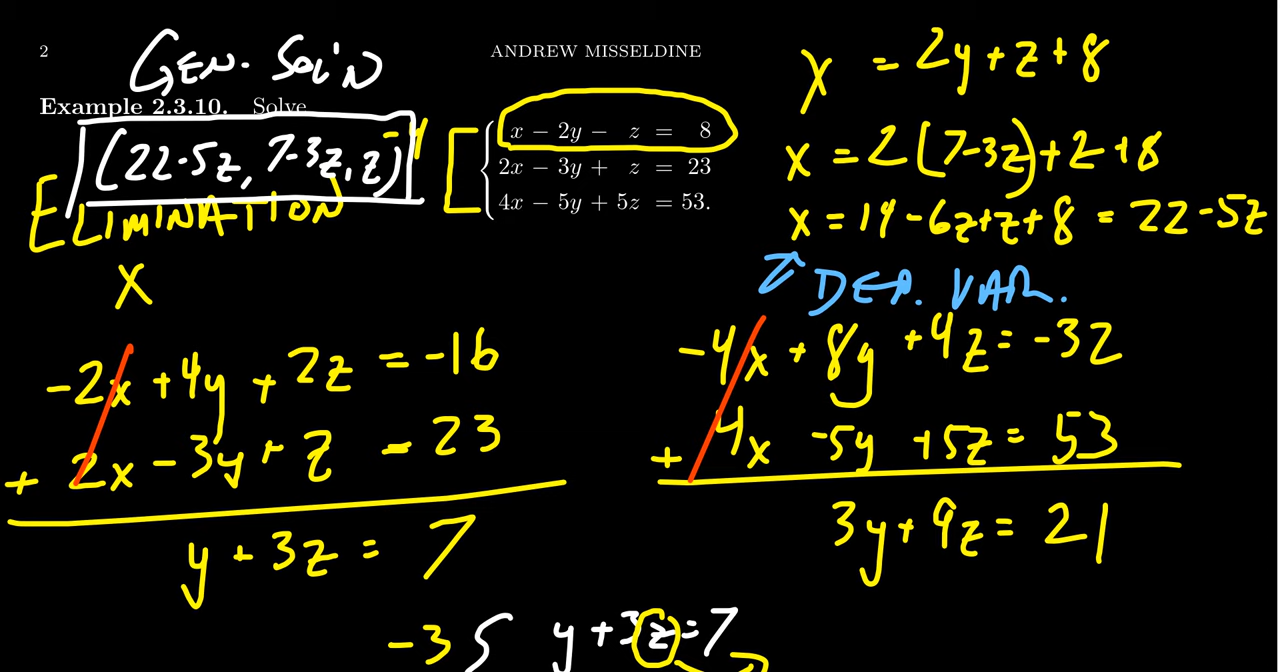 2 ANDREW MISSELDINE
GEN. SOL'N
Example 2.3.10. Solve
x − 2y − z = 8
2x − 3y + z = 23
4x − 5y + 5z = 53.
(22-5z, 7-3z, z)
ELIMINATION
X
x = 2y + z + 8
x = 2(7-3z) + z + 8
x = 14 - 6z + z + 8 = 22 - 5z
DEP. VAR.
-2x + 4y + 2z = -16
+ 2x - 3y + z = 23
y + 3z = 7
-4x + 8y + 4z = -32
+ 4x - 5y + 5z = 53
3y + 9z = 21
-3 y + 3z = 7